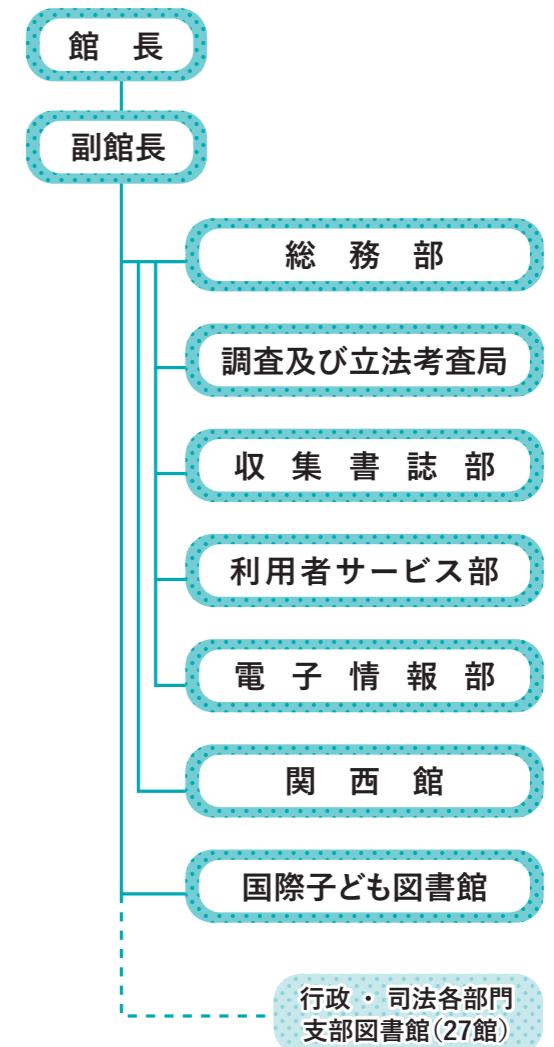 館長
副館長
総務部
調査及び立法考査局
収集書誌部
利用者サービス部
電子情報部
関西館
国際子ども図書館
行政・司法各部門
支部図書館(27館)